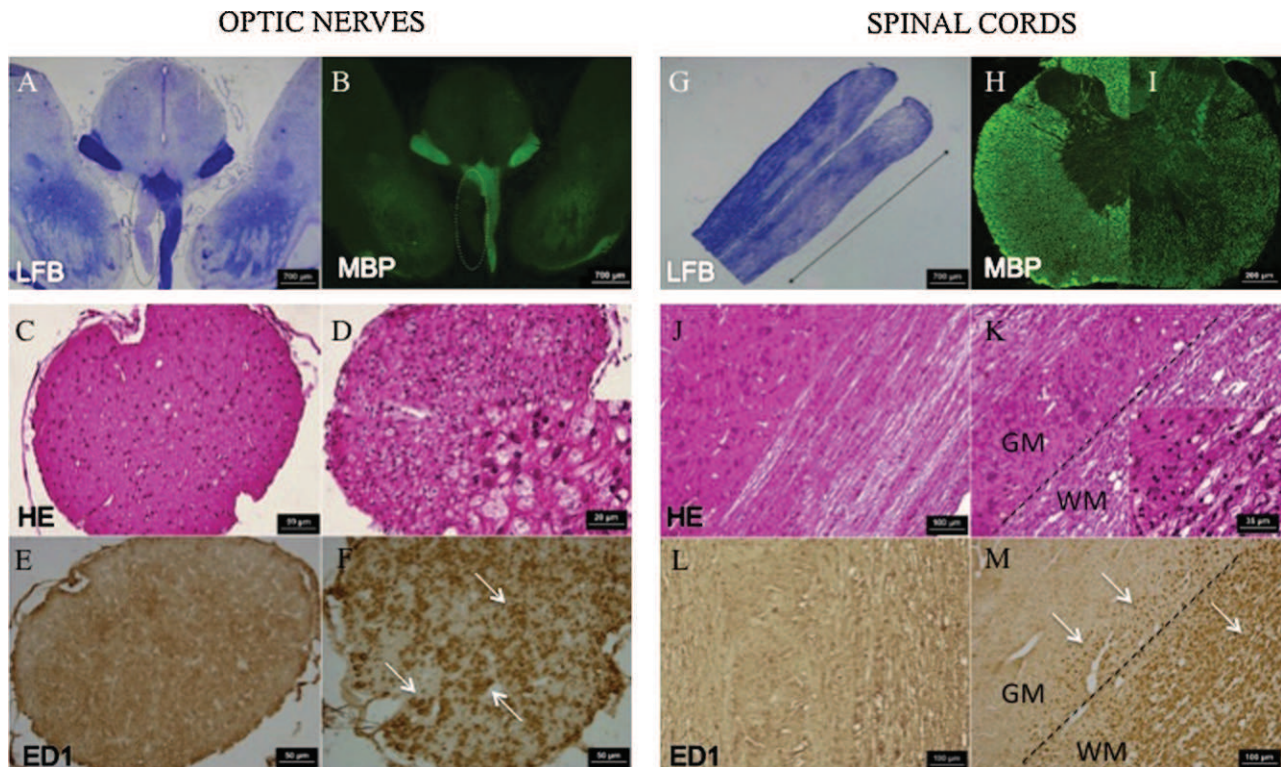 OPTIC NERVES
SPINAL CORDS
A
LFB
700 µm
B
MBP
700 µm
G
LFB
700 µm
H
I
MBP
200 µm
C
HE
50 µm
D
20 µm
J
HE
100 µm
K
GM
WM
35 µm
E
ED1
50 µm
F
50 µm
L
ED1
100 µm
M
GM
WM
100 µm